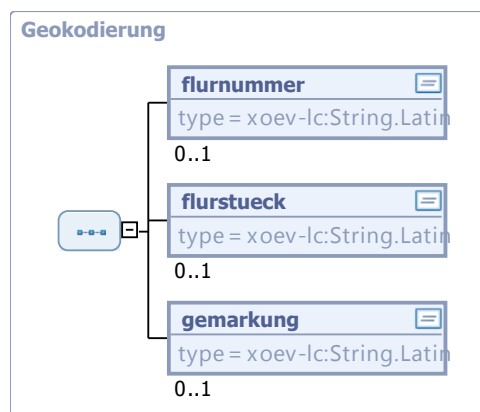 Geokodierung
flurnummer
type = xoev-lc:String.Latin
0..1
flurstueck
type = xoev-lc:String.Latin
0..1
gemarkung
type = xoev-lc:String.Latin
0..1